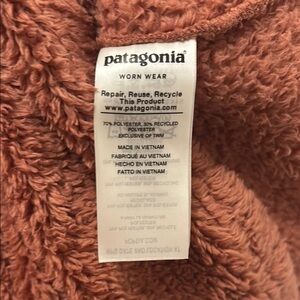 patagonia®
WORN WEAR
Repair, Reuse, Recycle
This Product
www.patagonia.com
70% POLYESTER, 30% RECYCLED
POLYESTER
EXCLUSIVE OF TRIM
MADE IN VIETNAM
FABRIQUÉ AU VIETNAM
HECHO EN VIETNAM
FATTO IN VIETNAM